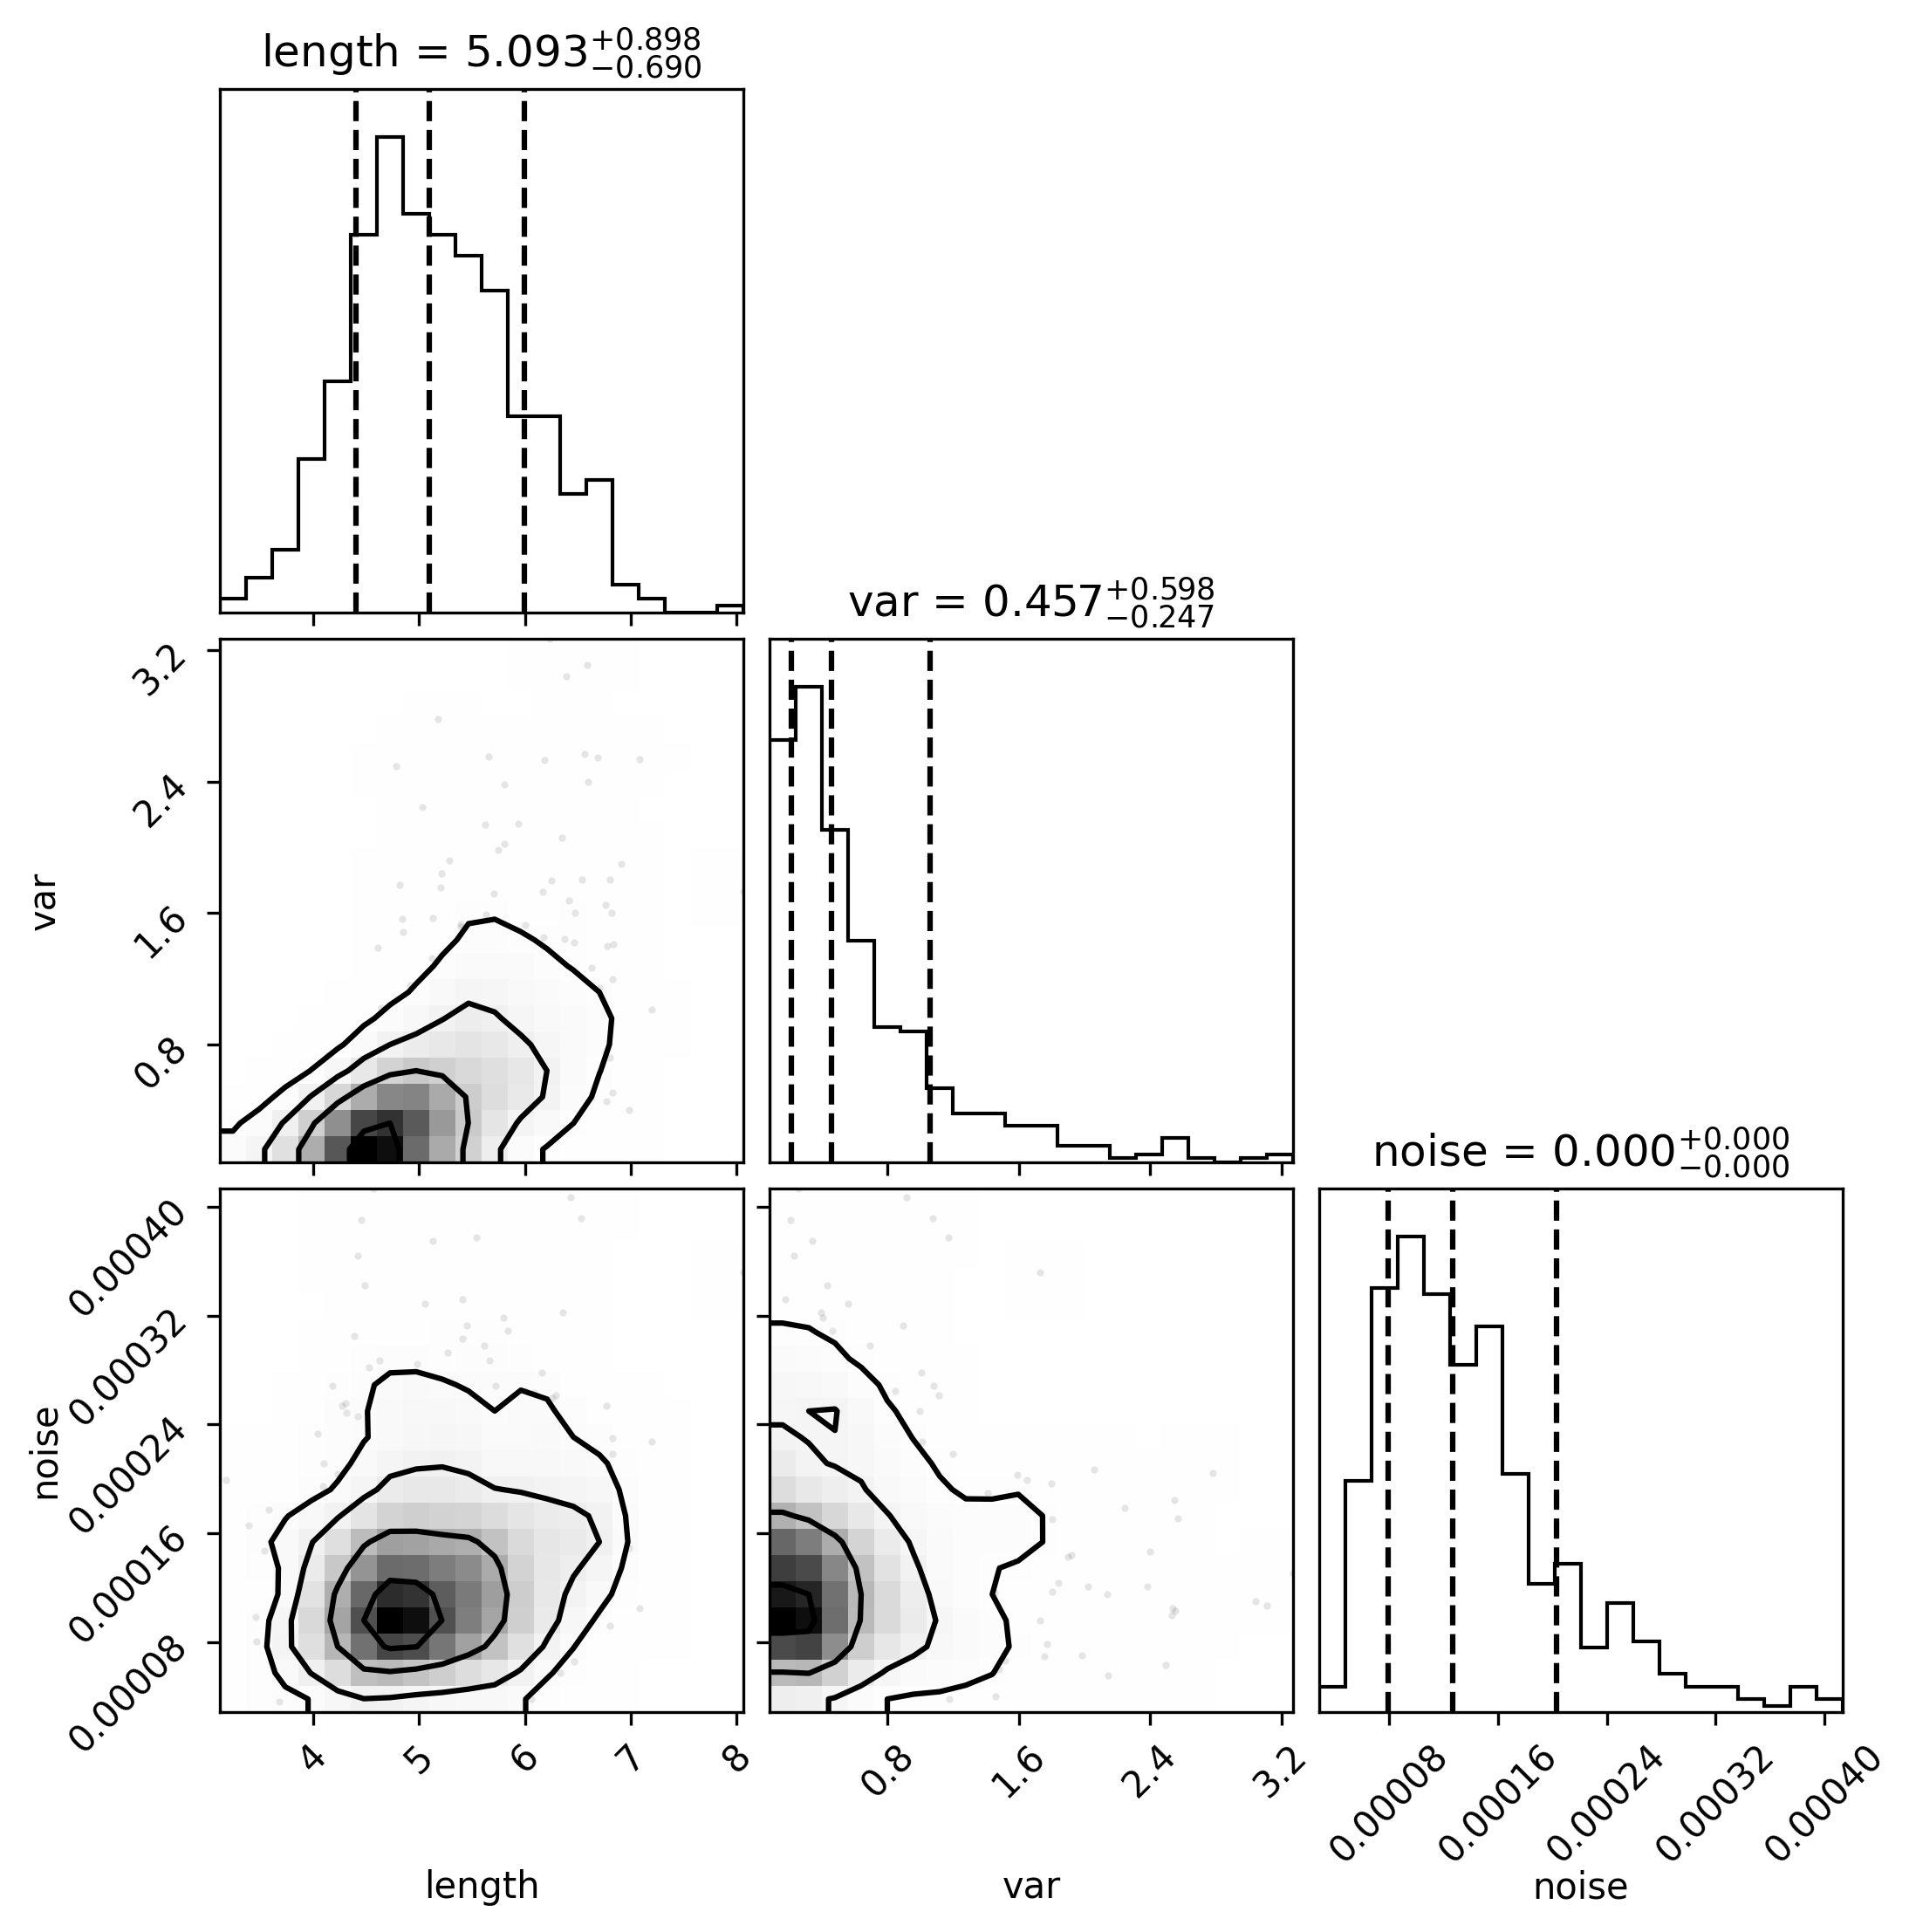 length = 5.093+0.898−0.690
var = 0.457+0.598−0.247
3.2
2.4
1.6
0.8
var
noise = 0.000+0.000−0.000
0.00040
0.00032
0.00024
0.00016
0.00008
noise
4 5 6 7 8
0.8 1.6 2.4 3.2
0.00008 0.00016 0.00024 0.00032 0.00040
length var noise